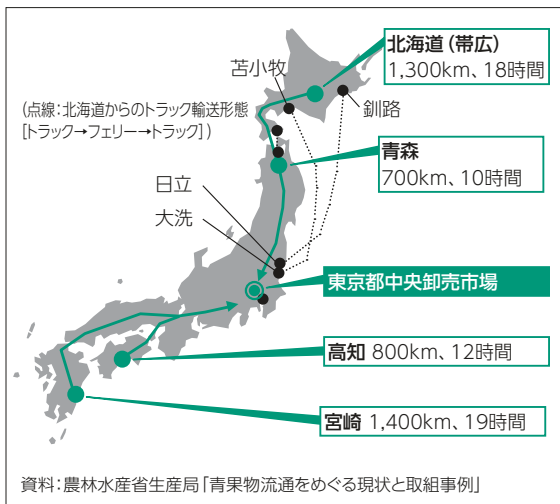 北海道(帯広)
1,300km、18時間
苫小牧
釧路
(点線:北海道からのトラック輸送形態
[トラック→フェリー→トラック])
青森
700km、10時間
日立
大洗
東京都中央卸売市場
高知 800km、12時間
宮崎 1,400km、19時間
資料:農林水産省生産局「青果物流通をめぐる現状と取組事例」